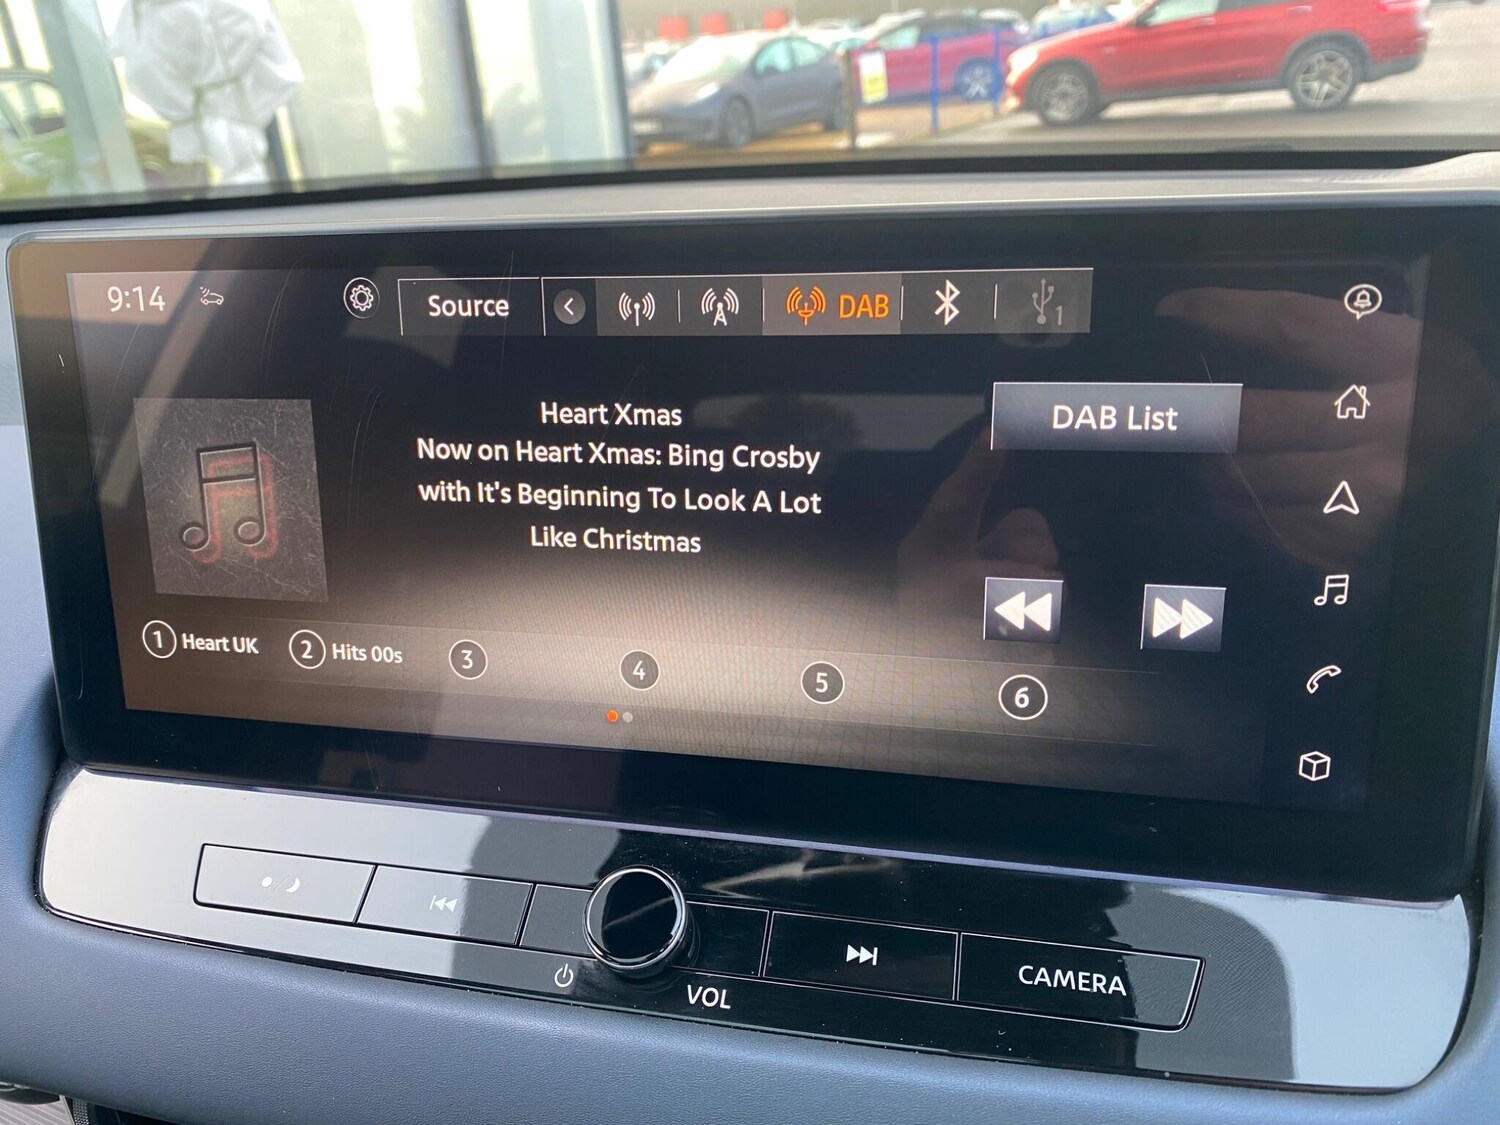 9:14
Source
DAB
1
Heart Xmas
Now on Heart Xmas: Bing Crosby
with It's Beginning To Look A Lot
Like Christmas
DAB List
1 Heart UK
2 Hits 00s
3
4
5
6
VOL
CAMERA